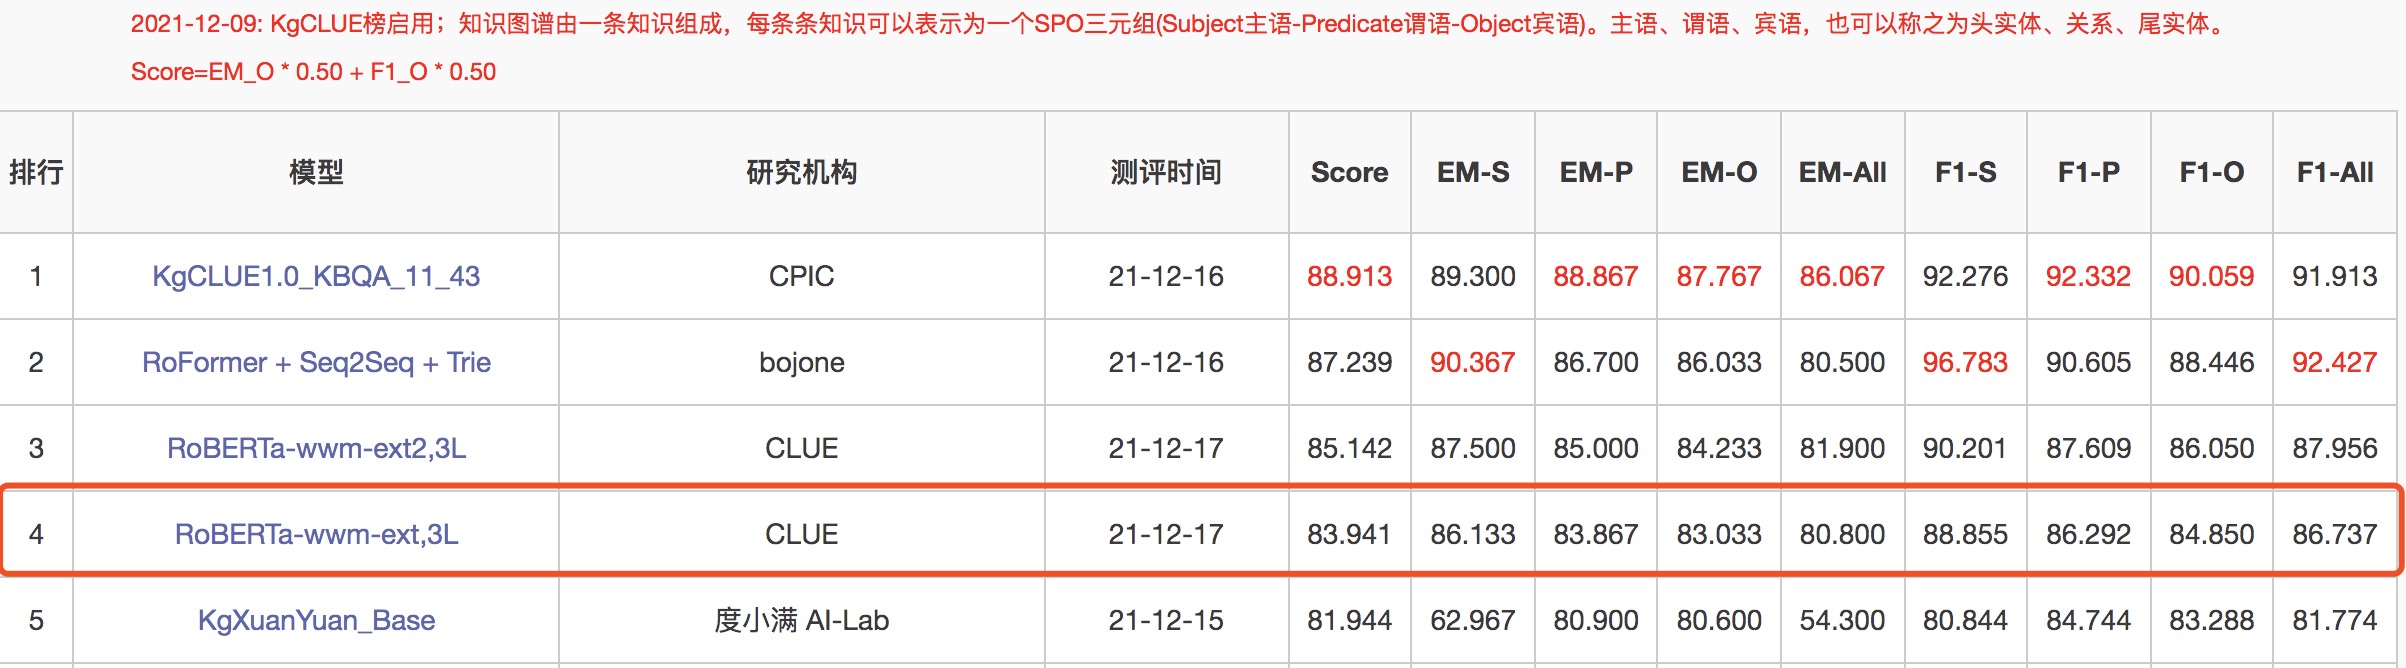 2021-12-09: KgCLUE榜启用；知识图谱由一条知识组成，每条条知识可以表示为一个SPO三元组(Subject主语-Predicate谓语-Object宾语)。主语、谓语、宾语，也可以称之为头实体、关系、尾实体。
Score=EM_O * 0.50 + F1_O * 0.50
排行 模型 研究机构 测评时间 Score EM-S EM-P EM-O EM-All F1-S F1-P F1-O F1-All
1 KgCLUE1.0_KBQA_11_43 CPIC 21-12-16 88.913 89.300 88.867 87.767 86.067 92.276 92.332 90.059 91.913
2 RoFormer + Seq2Seq + Trie bojone 21-12-16 87.239 90.367 86.700 86.033 80.500 96.783 90.605 88.446 92.427
3 RoBERTa-wwm-ext2,3L CLUE 21-12-17 85.142 87.500 85.000 84.233 81.900 90.201 87.609 86.050 87.956
4 RoBERTa-wwm-ext,3L CLUE 21-12-17 83.941 86.133 83.867 83.033 80.800 88.855 86.292 84.850 86.737
5 KgXuanYuan_Base 度小满 AI-Lab 21-12-15 81.944 62.967 80.900 80.600 54.300 80.844 84.744 83.288 81.774